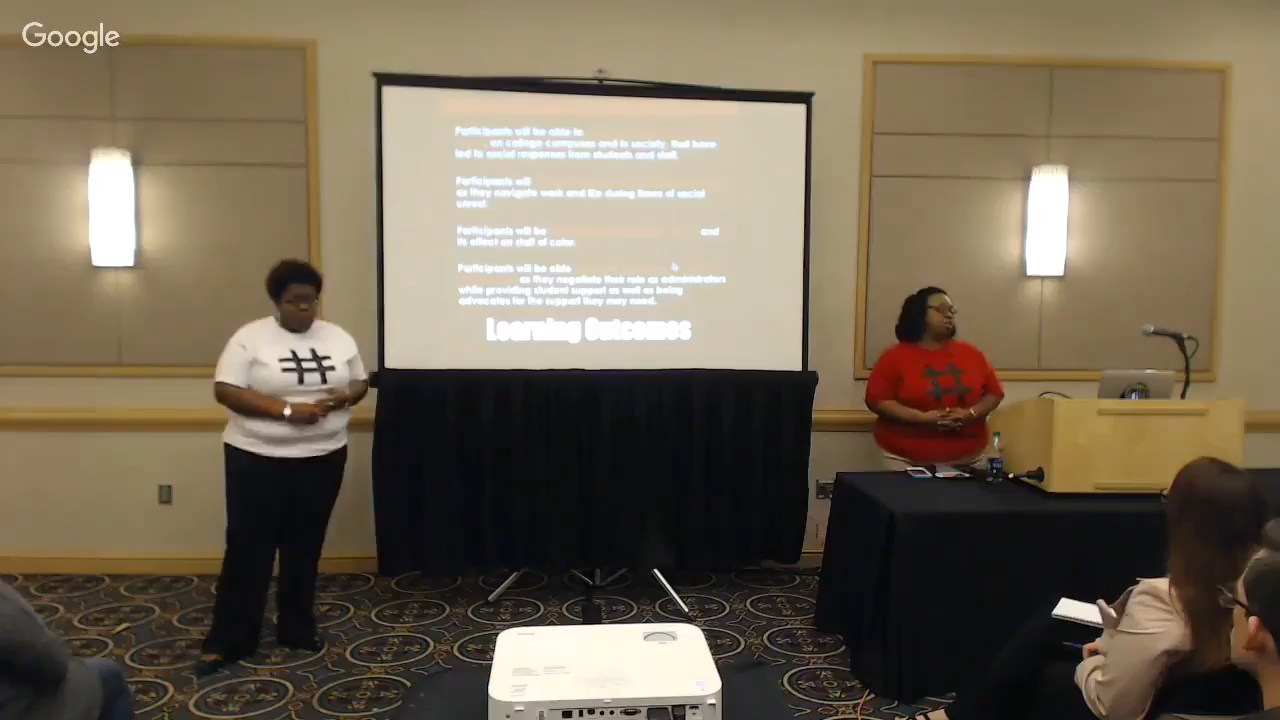 Google
Participants will be able to
, on college campuses and in society, that have
led to social responses from students and staff.
Participants will
as they navigate work and life during times of social
unrest.
Participants will be and
its effect on staff of color.
Participants will be able
as they negotiate their role as administrators
while providing student support as well as being
advocates for the support they may need.
Learning Outcomes
#
#